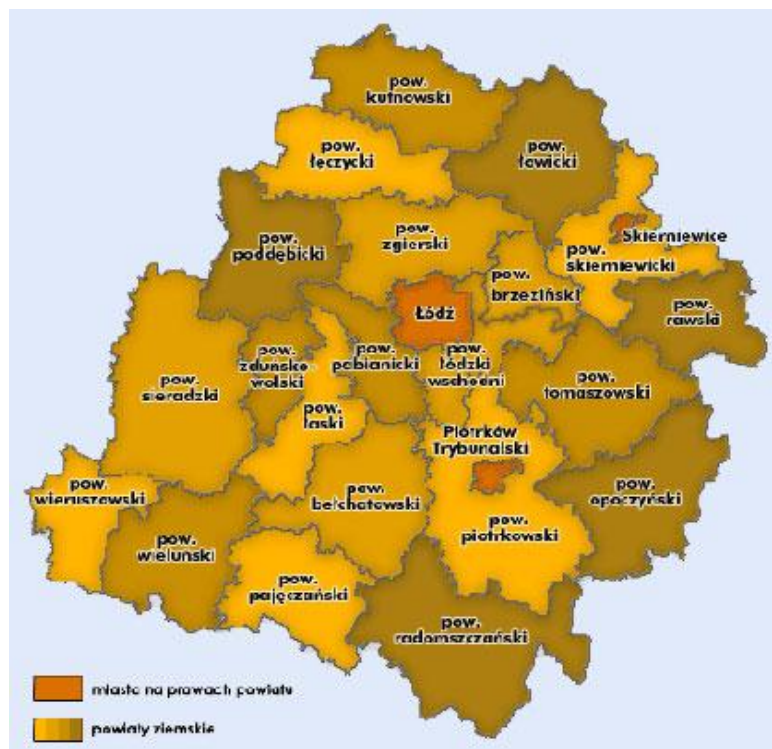 pow.
kutnowski
pow.
łęczycki
pow.
łowicki
pow.
zgierski
pow.
poddębicki
Skierniewice
pow.
skierniewicki
pow.
brzeziński
pow.
rawski
Łódź
pow.
zduńsko-
wolski
pow.
pabianicki
pow.
łódzki
wschodni
pow.
sieradzki
pow.
tomaszowski
pow.
łaski
Piotrków
Trybunalski
pow.
wieruszowski
pow.
bełchatowski
pow.
opoczyński
pow.
piotrkowski
pow.
wieluński
pow.
pajęczański
pow.
radomszczański
miasta na prawach powiatu
powiaty ziemskie